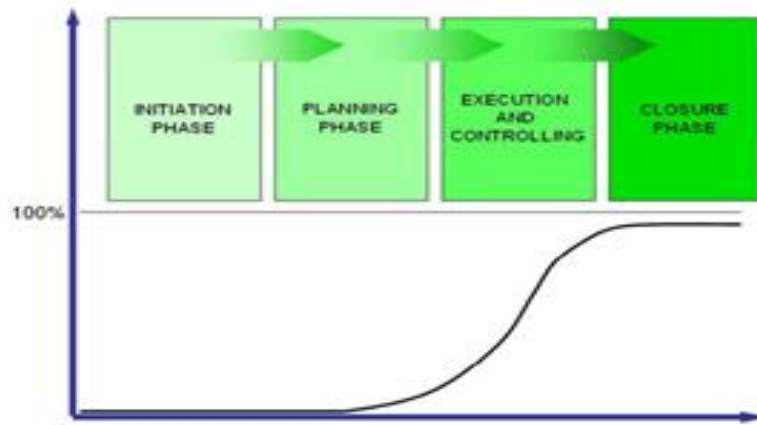 INITIATION
PHASE
PLANNING
PHASE
EXECUTION
AND
CONTROLLING
CLOSURE
PHASE
100%